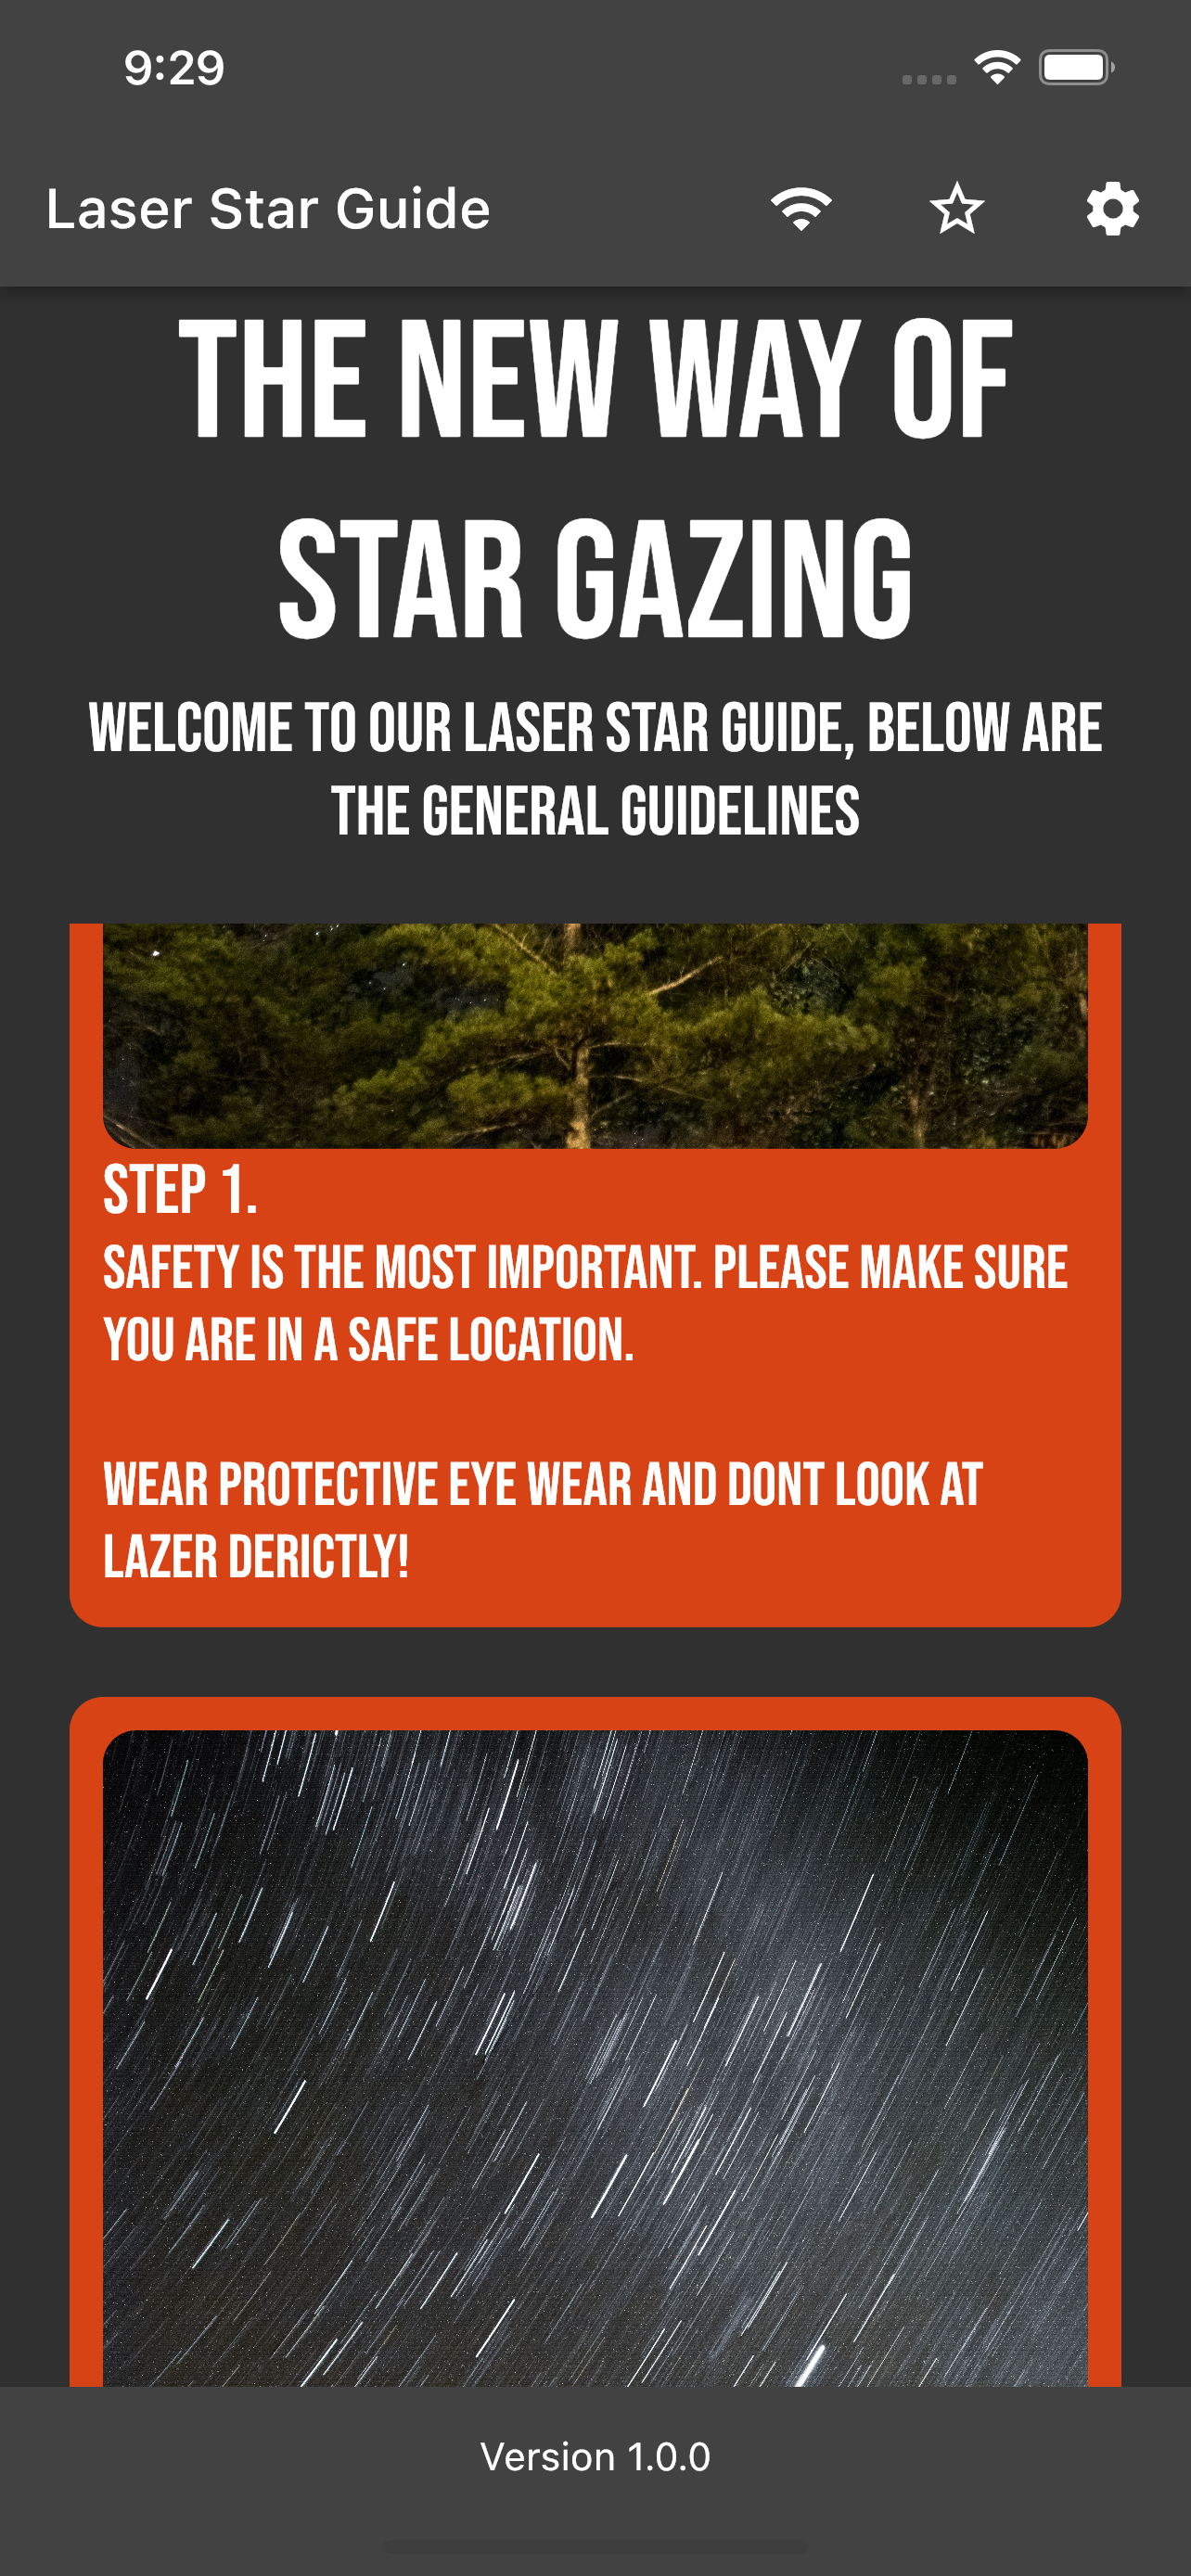 9:29
Laser Star Guide
THE NEW WAY OF
STAR GAZING
WELCOME TO OUR LASER STAR GUIDE, BELOW ARE
THE GENERAL GUIDELINES
STEP 1.
SAFETY IS THE MOST IMPORTANT. PLEASE MAKE SURE
YOU ARE IN A SAFE LOCATION.
WEAR PROTECTIVE EYE WEAR AND DONT LOOK AT
LAZER DERICTLY!
Version 1.0.0